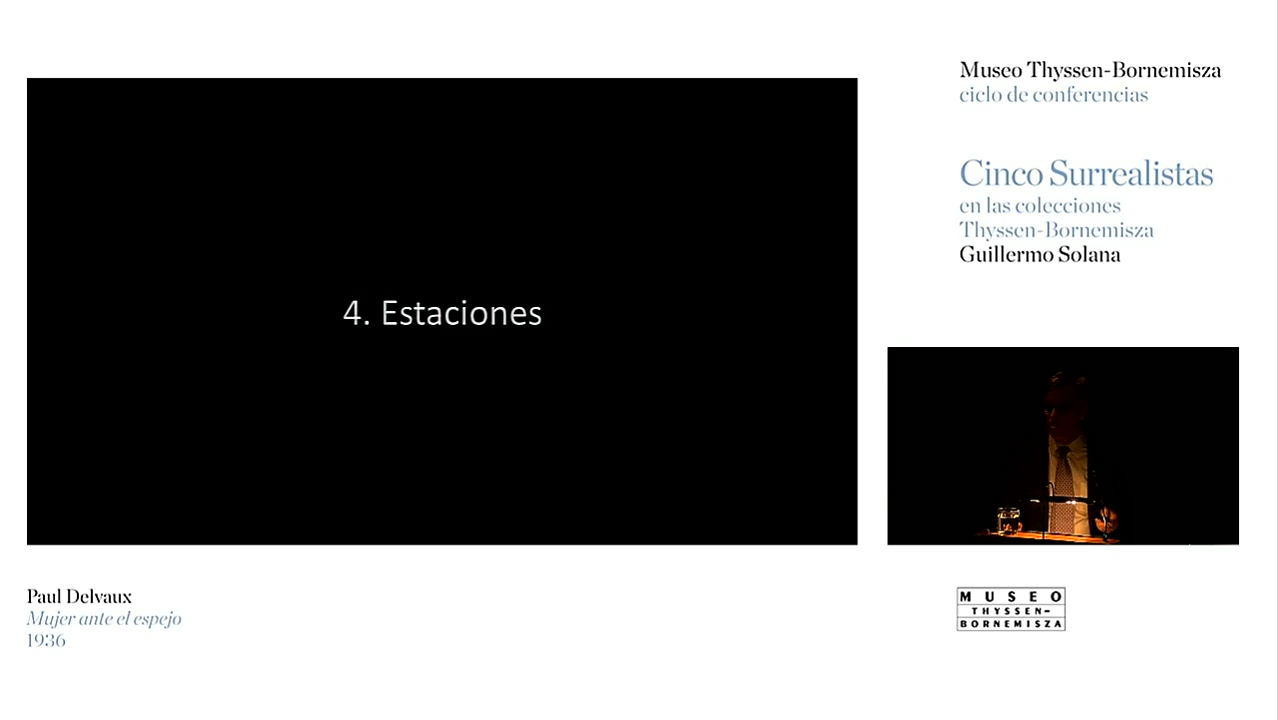 Museo Thyssen-Bornemisza
ciclo de conferencias
Cinco Surrealistas
en las colecciones
Thyssen-Bornemisza
Guillermo Solana
4. Estaciones
Paul Delvaux
Mujer ante el espejo
1936
MUSEO
THYSSEN-
BORNEMISZA